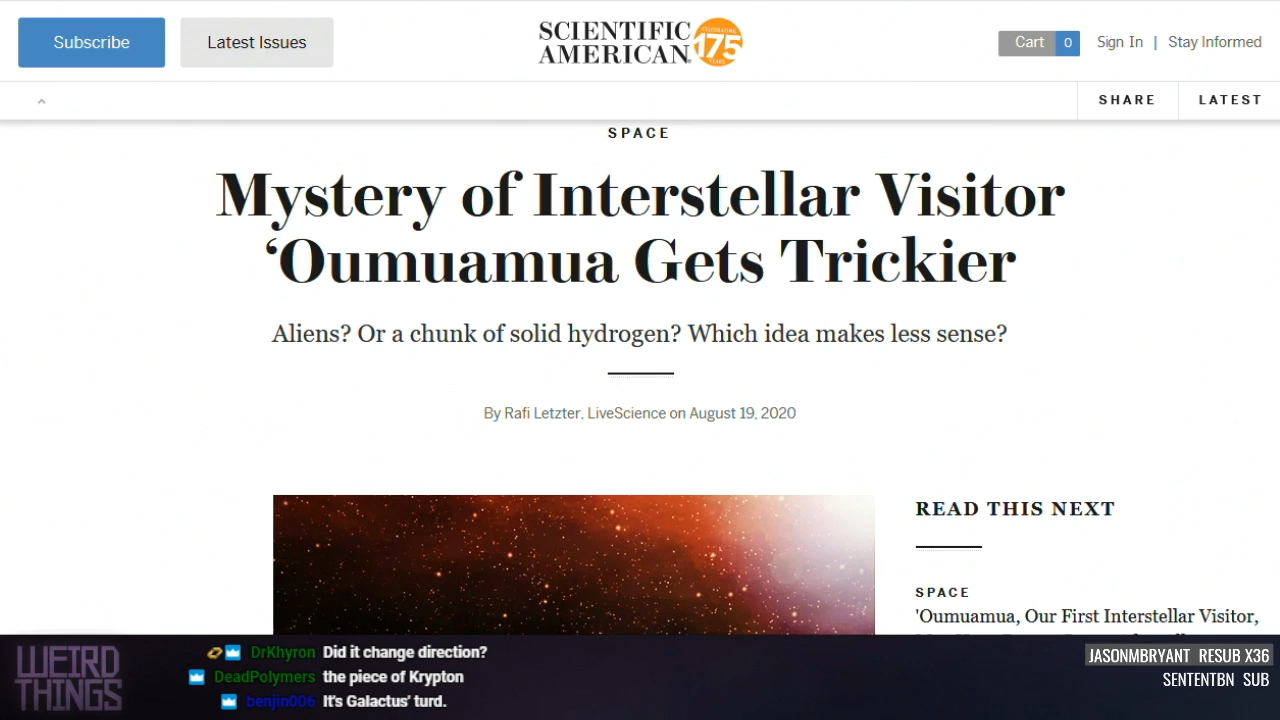 Subscribe
Latest Issues
SCIENTIFIC
AMERICAN
CELEBRATING
175
YEARS
Cart 0
Sign In | Stay Informed
SHARE
LATEST
SPACE
Mystery of Interstellar Visitor
‘Oumuamua Gets Trickier
Aliens? Or a chunk of solid hydrogen? Which idea makes less sense?
By Rafi Letzter, LiveScience on August 19, 2020
READ THIS NEXT
SPACE
'Oumuamua, Our First Interstellar Visitor,
WEIRD
THINGS
DrKhyron Did it change direction?
DeadPolymers the piece of Krypton
benjin006 It's Galactus' turd.
JASONMBRYANT RESUB X36
SENTENTBN SUB